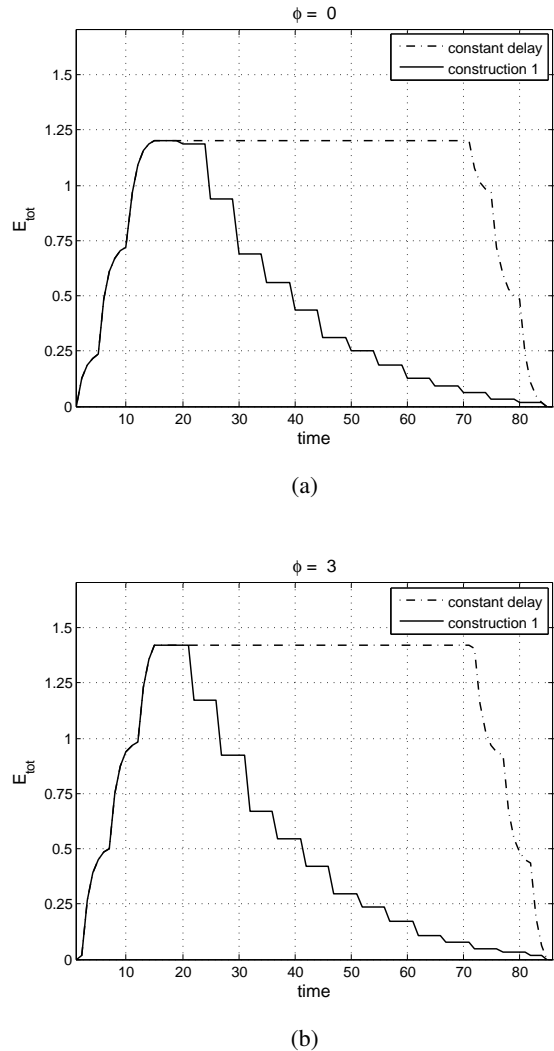 ϕ = 0
constant delay
construction 1
1.5
1.25
1
0.75
0.5
0.25
0
E_tot
10 20 30 40 50 60 70 80
time
(a)
ϕ = 3
constant delay
construction 1
1.5
1.25
1
0.75
0.5
0.25
0
E_tot
10 20 30 40 50 60 70 80
time
(b)